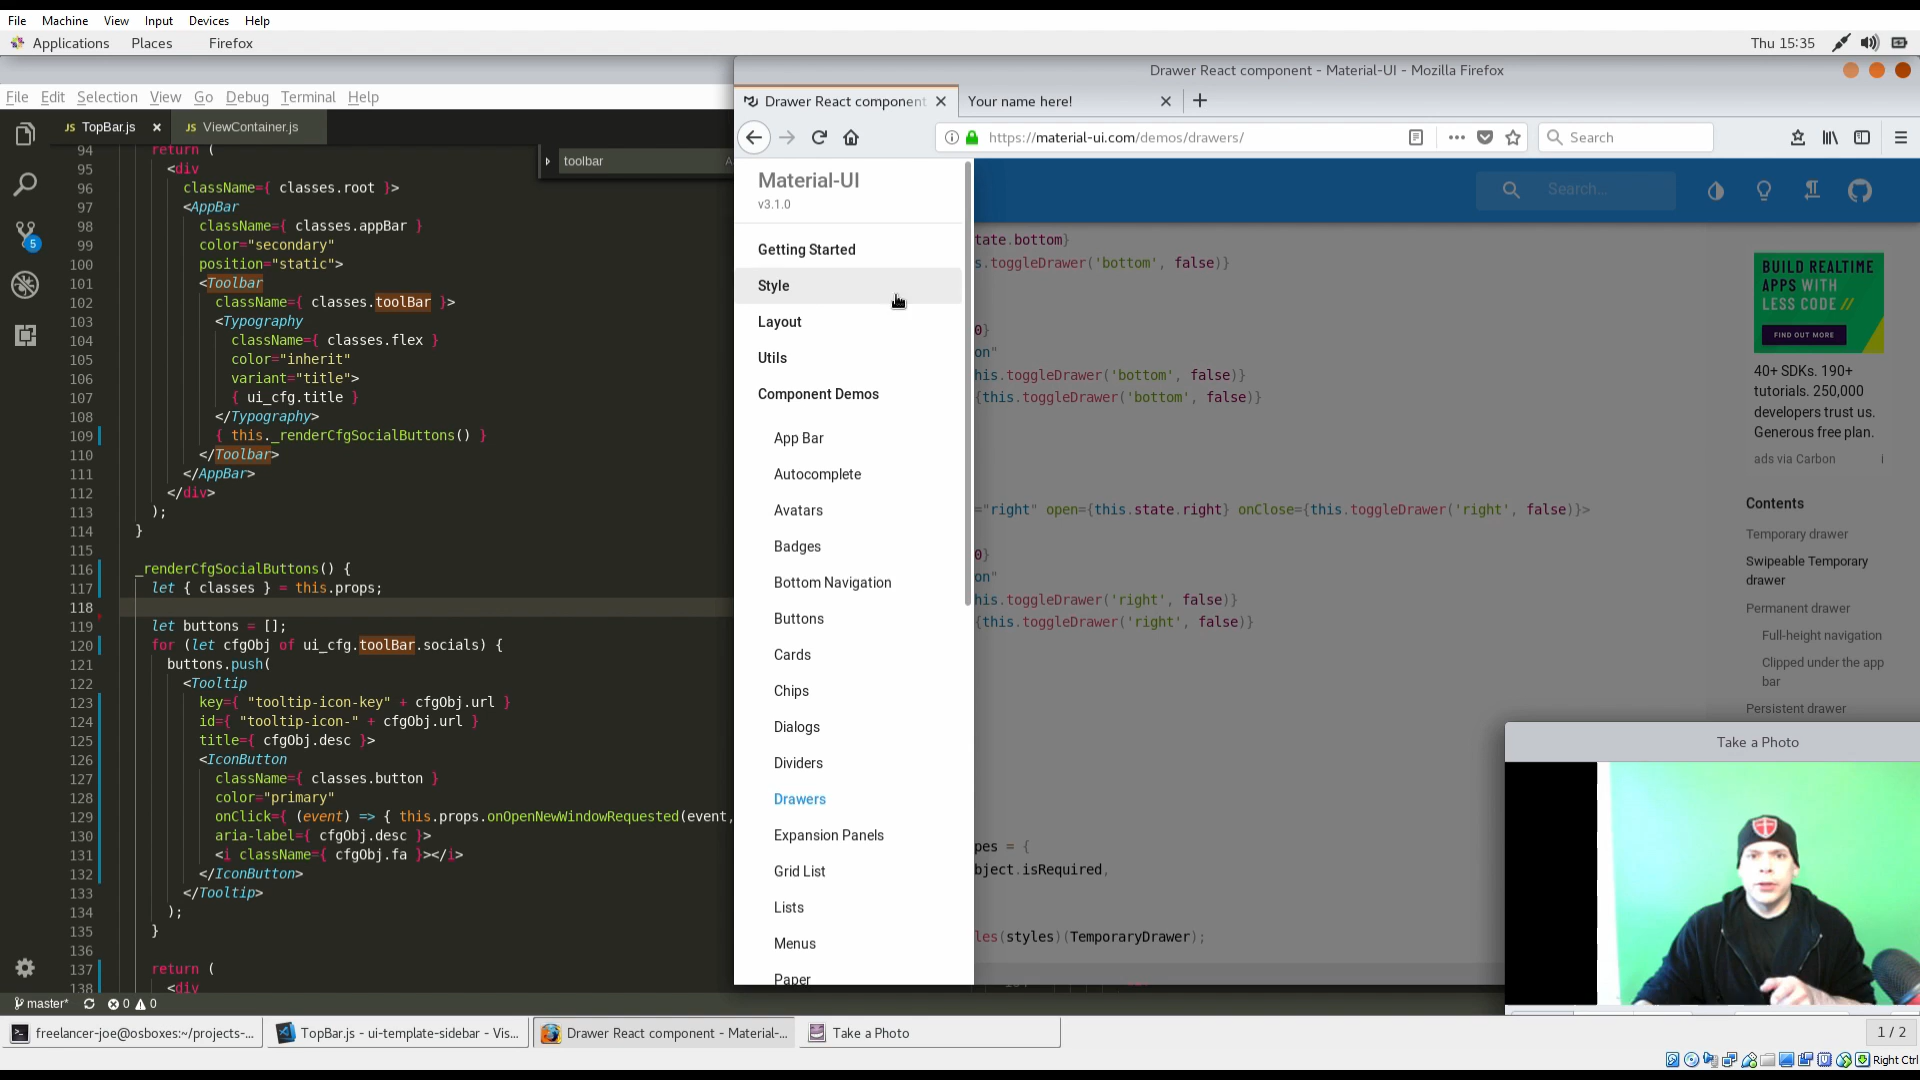 File Machine View Input Devices Help
Applications Places Firefox Thu 15:35
Drawer React component - Material-UI - Mozilla Firefox
File Edit Selection View Go Debug Terminal Help
Drawer React component Your name here!
JS TopBar.js JS ViewContainer.js
https://material-ui.com/demos/drawers/ Search
toolbar
94 return (
95 <div
96 className={ classes.root }>
97 <AppBar
98 className={ classes.appBar }
99 color="secondary"
100 position="static">
101 <Toolbar
102 className={ classes.toolBar }>
103 <Typography
104 className={ classes.flex }
105 color="inherit"
106 variant="title">
107 { ui_cfg.title }
108 </Typography>
109 { this._renderCfgSocialButtons() }
110 </Toolbar>
111 </AppBar>
112 </div>
113 );
114 }
115
116 _renderCfgSocialButtons() {
117 let { classes } = this.props;
118
119 let buttons = [];
120 for (let cfgObj of ui_cfg.toolBar.socials) {
121 buttons.push(
122 <Tooltip
123 key={ "tooltip-icon-key" + cfgObj.url }
124 id={ "tooltip-icon-" + cfgObj.url }
125 title={ cfgObj.desc }>
126 <IconButton
127 className={ classes.button }
128 color="primary"
129 onClick={ (event) => { this.props.onOpenNewWindowRequested(event,
130 aria-label={ cfgObj.desc }>
131 <i className={ cfgObj.fa }></i>
132 </IconButton>
133 </Tooltip>
134 );
135 }
136
137 return (
138 <div
5
master* 0 0
Material-UI
v3.1.0
Getting Started
Style
Layout
Utils
Component Demos
App Bar
Autocomplete
Avatars
Badges
Bottom Navigation
Buttons
Cards
Chips
Dialogs
Dividers
Drawers
Expansion Panels
Grid List
Lists
Menus
Paper
Search...
tate.bottom}
s.toggleDrawer('bottom', false)}
0}
on"
his.toggleDrawer('bottom', false)}
{this.toggleDrawer('bottom', false)}
="right" open={this.state.right} onClose={this.toggleDrawer('right', false)}>
0}
on"
his.toggleDrawer('right', false)}
{this.toggleDrawer('right', false)}
pes = {
bject.isRequired,
les(styles)(TemporaryDrawer);
BUILD REALTIME
APPS WITH
LESS CODE //
FIND OUT MORE
40+ SDKs. 190+
tutorials. 250,000
developers trust us.
Generous free plan.
ads via Carbon
Contents
Temporary drawer
Swipeable Temporary
drawer
Permanent drawer
Full-height navigation
Clipped under the app
bar
Persistent drawer
Take a Photo
freelancer-joe@osboxes:~/projects-... TopBar.js - ui-template-sidebar - Vis... Drawer React component - Material-... Take a Photo 1 / 2
Right Ctrl